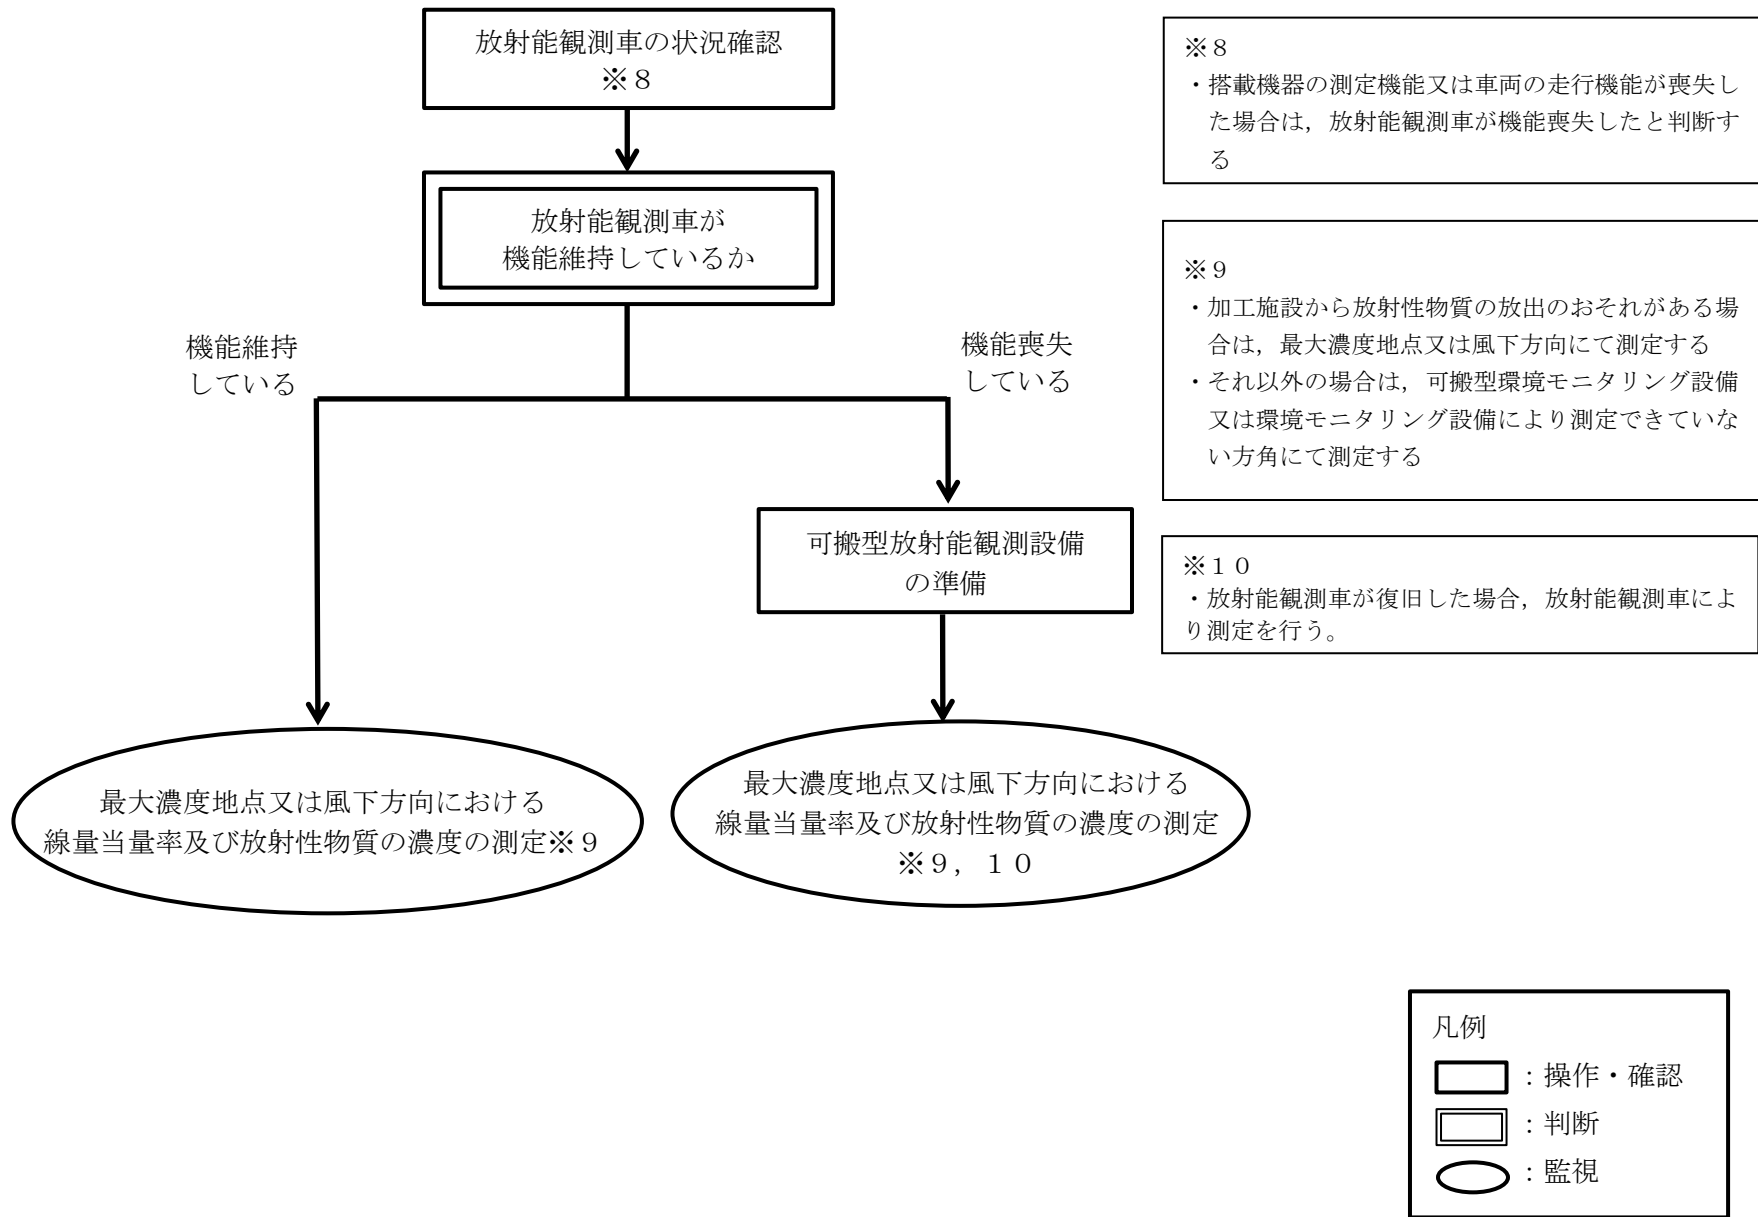 放射能観測車の状況確認
※８
放射能観測車が
機能維持しているか
機能維持
している
機能喪失
している
可搬型放射能観測設備
の準備
最大濃度地点又は風下方向における
線量当量率及び放射性物質の濃度の測定※９
最大濃度地点又は風下方向における
線量当量率及び放射性物質の濃度の測定
※９，１０
※８
・搭載機器の測定機能又は車両の走行機能が喪失し
た場合は，放射能観測車が機能喪失したと判断す
る
※９
・加工施設から放射性物質の放出のおそれがある場
合は，最大濃度地点又は風下方向にて測定する
・それ以外の場合は，可搬型環境モニタリング設備
又は環境モニタリング設備により測定できていな
い方角にて測定する
※１０
・放射能観測車が復旧した場合，放射能観測車によ
り測定を行う。
凡例
：操作・確認
：判断
：監視